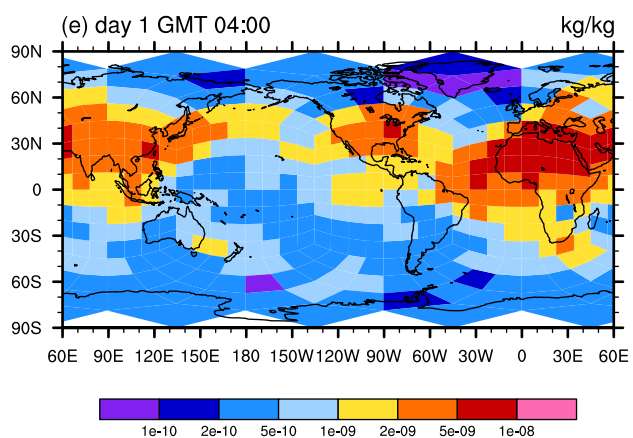 (e) day 1 GMT 04:00 kg/kg
90N
60N
30N
0
30S
60S
90S
60E 90E 120E 150E 180 150W 120W 90W 60W 30W 0 30E 60E
1e-10 2e-10 5e-10 1e-09 2e-09 5e-09 1e-08